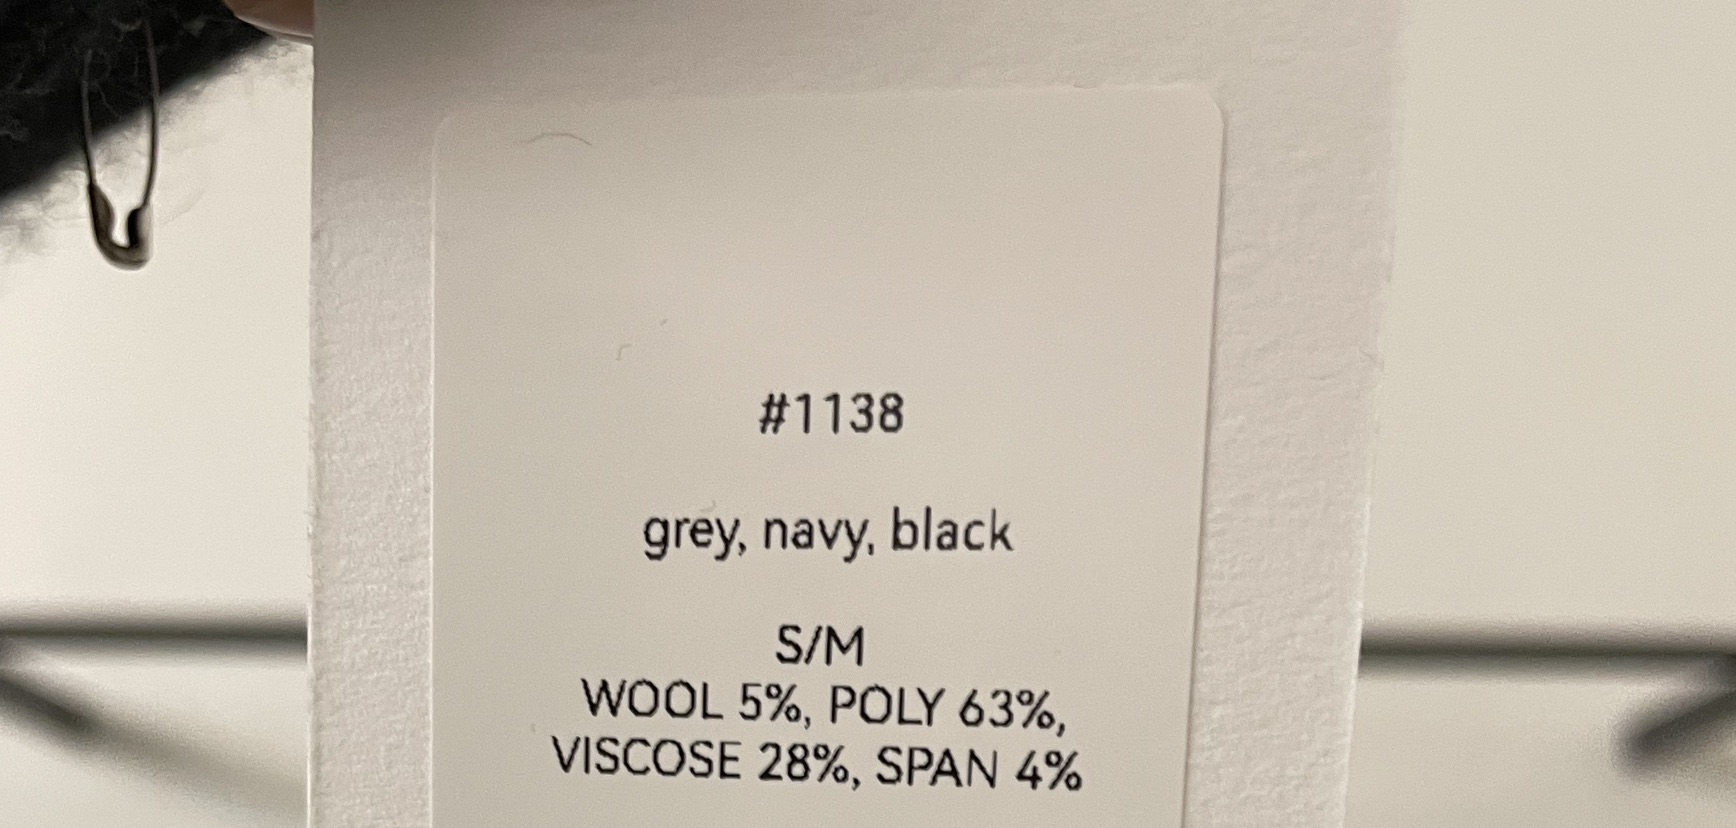 #1138
grey, navy, black
S/M
WOOL 5%, POLY 63%,
VISCOSE 28%, SPAN 4%